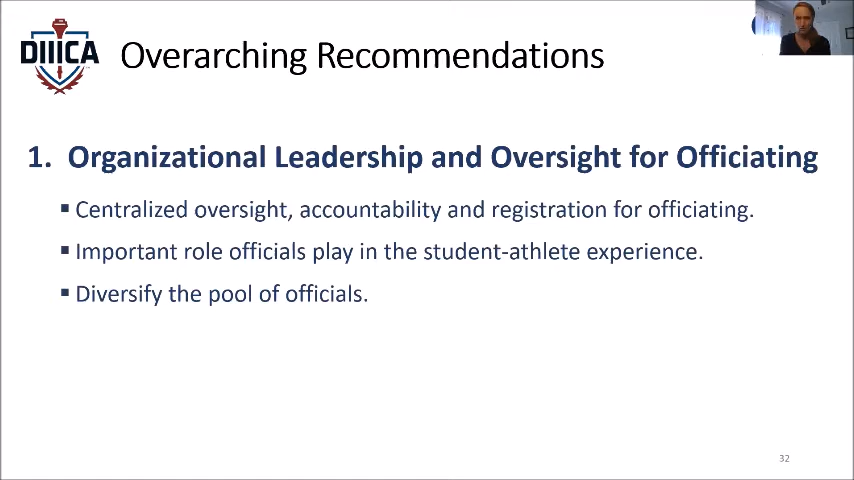 DIIICA
Overarching Recommendations
1. Organizational Leadership and Oversight for Officiating
▪ Centralized oversight, accountability and registration for officiating.
▪ Important role officials play in the student-athlete experience.
▪ Diversify the pool of officials.
32